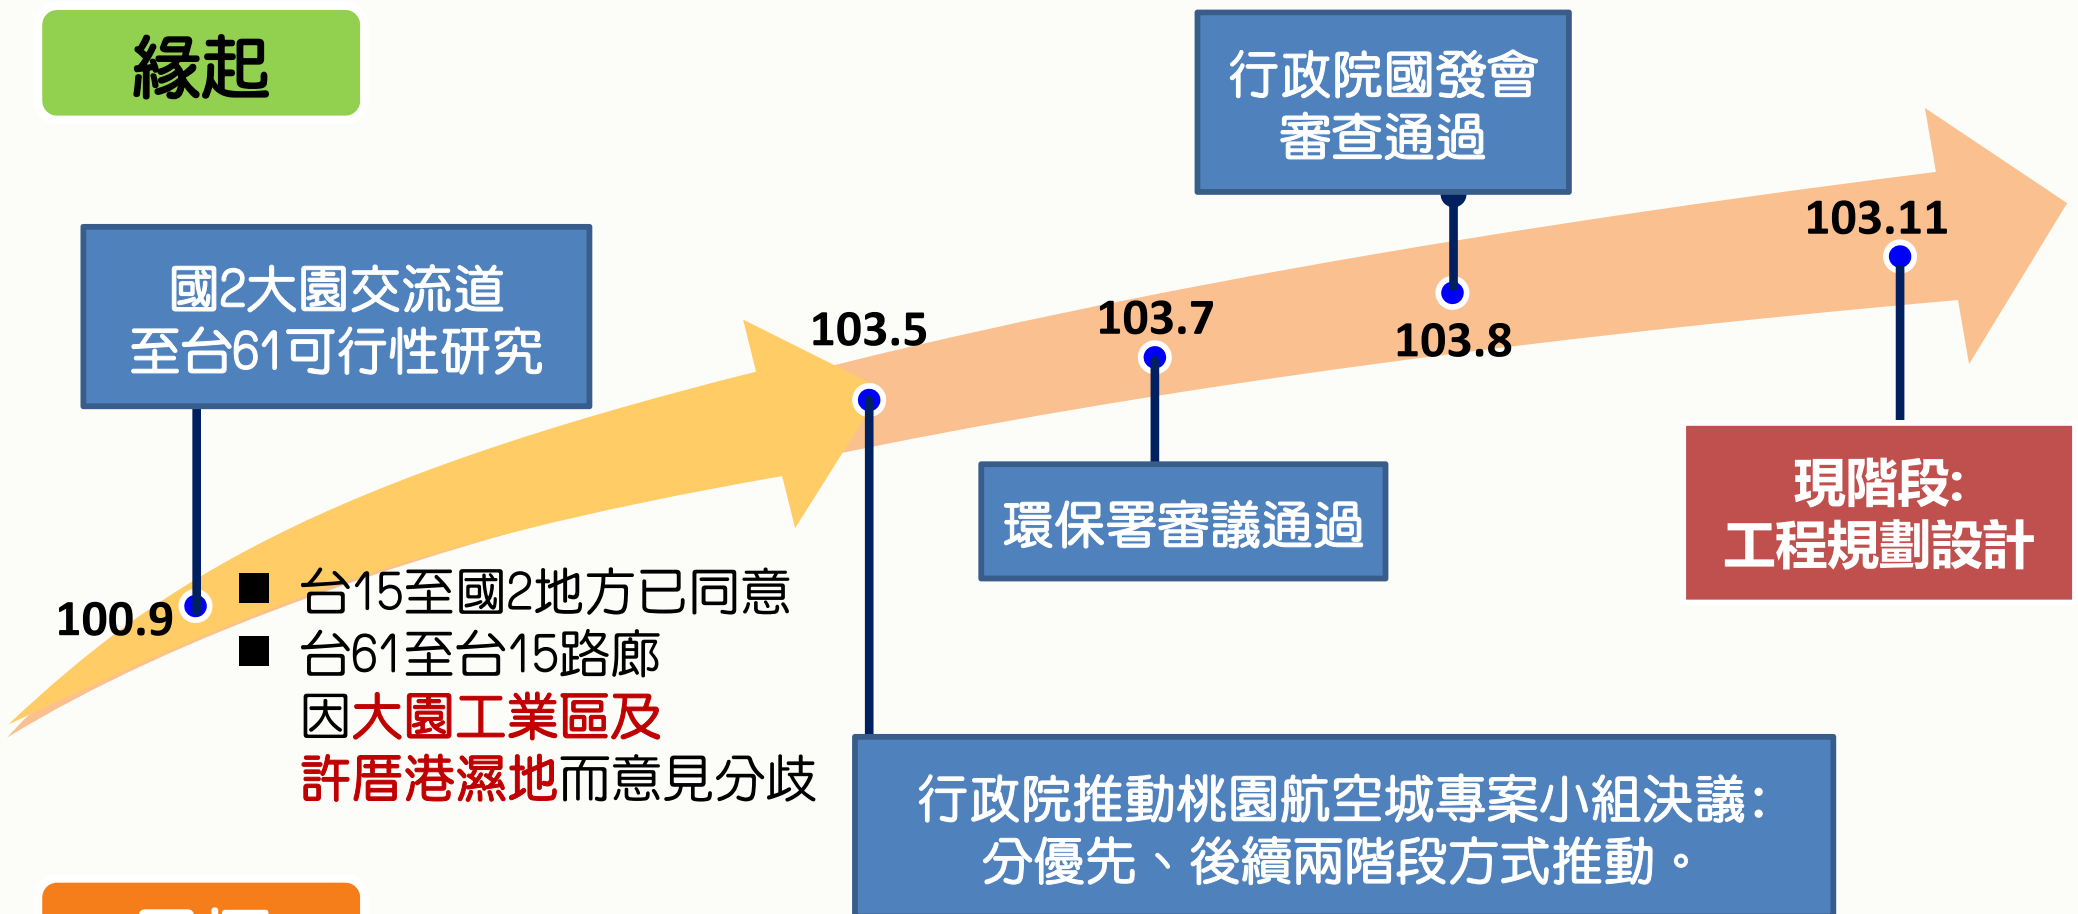 緣起
行政院國發會
審查通過
103.11
國2大園交流道
至台61可行性研究
103.5
103.7
103.8
現階段:
工程規劃設計
環保署審議通過
100.9
■ 台15至國2地方已同意
■ 台61至台15路廊
因大園工業區及
許厝港濕地而意見分歧
行政院推動桃園航空城專案小組決議:
分優先、後續兩階段方式推動。